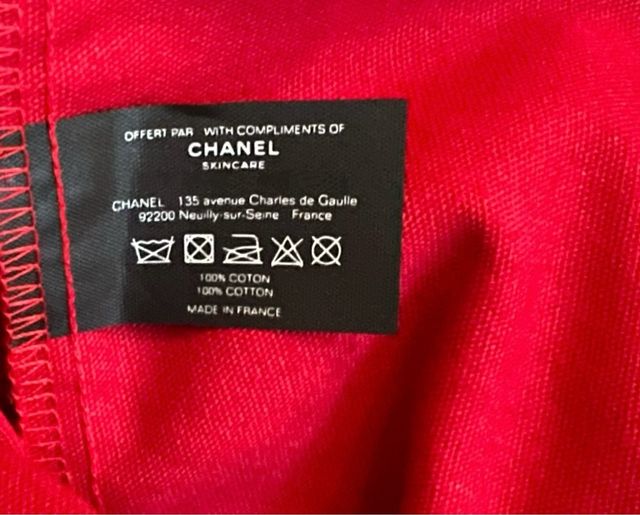 OFFERT PAR WITH COMPLIMENTS OF
CHANEL
SKINCARE
CHANEL 135 avenue Charles de Gaulle
92200 Neuilly-sur-Seine France
100% COTON
100% COTTON
MADE IN FRANCE